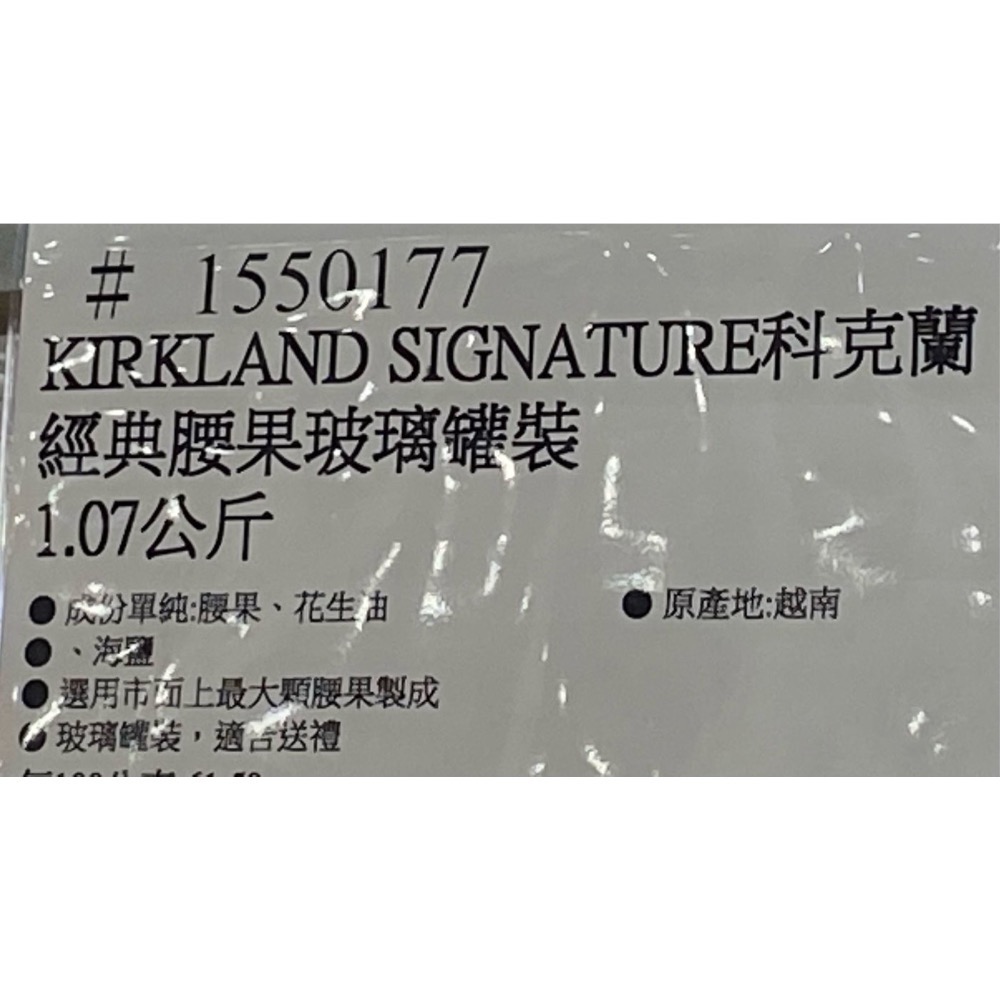 # 1550177
KIRKLAND SIGNATURE科克蘭
經典腰果玻璃罐裝
1.07公斤
● 成份單純:腰果、花生油
● 原產地:越南
● 、海鹽
● 選用市面上最大顆腰果製成
● 玻璃罐裝，適合送禮